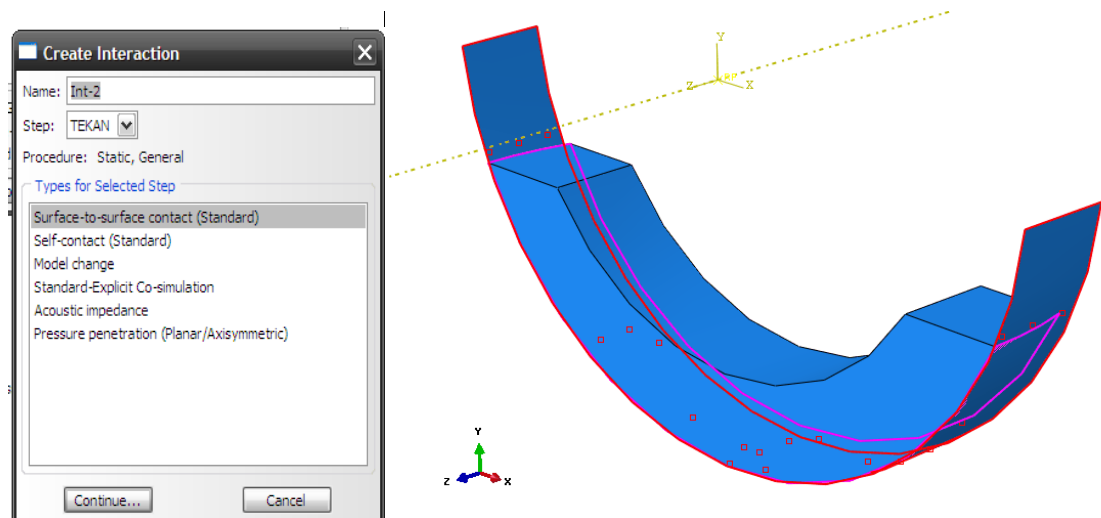 Create Interaction
Name: Int-2
Step: TEKAN
Procedure: Static, General
Types for Selected Step
Surface-to-surface contact (Standard)
Self-contact (Standard)
Model change
Standard-Explicit Co-simulation
Acoustic impedance
Pressure penetration (Planar/Axisymmetric)
Continue...
Cancel
Y
Z
X
Y
Z
X